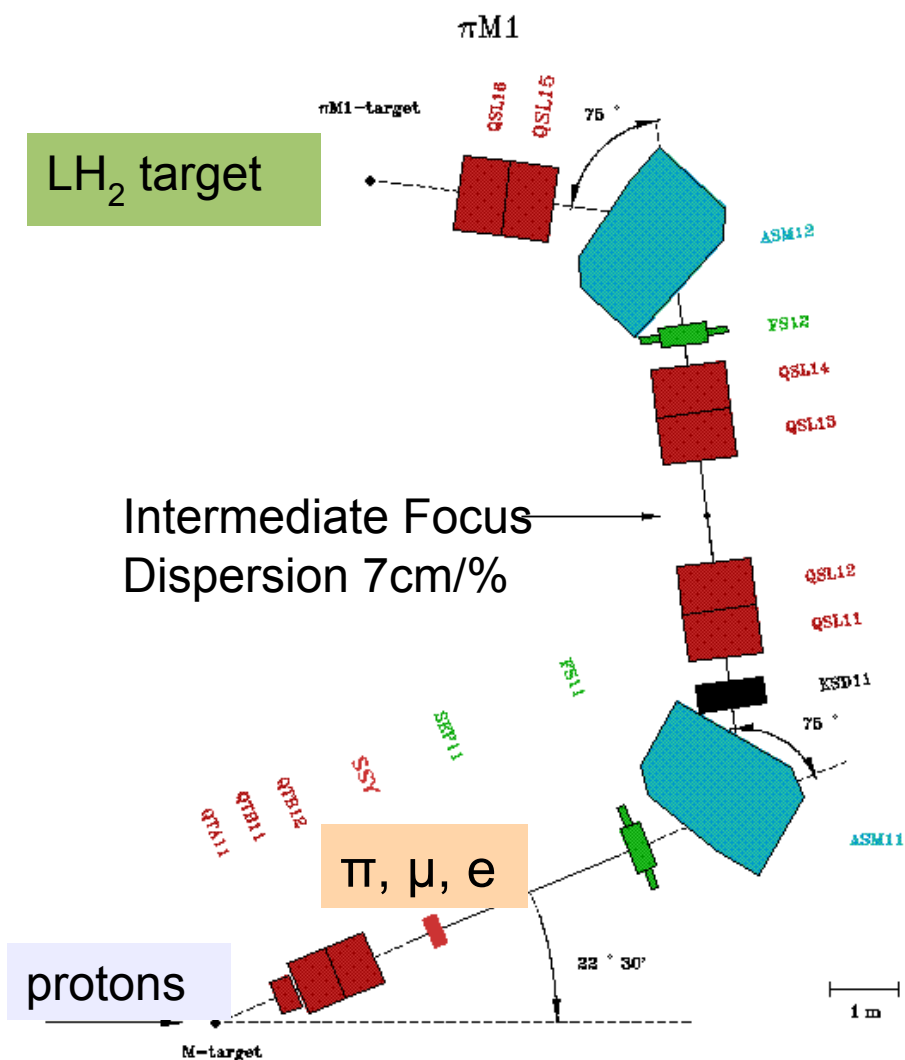 πM1
πM1-target
QSL16
QSL15
75 °
LH2 target
ASM12
FS12
QSL14
QSL13
Intermediate Focus
Dispersion 7cm/%
QSL12
QSL11
KSD11
75 °
FS11
SEP11
SSY
QTB12
QTB11
QTA11
ASM11
π, μ, e
22 ° 30'
protons
1 m
M-target